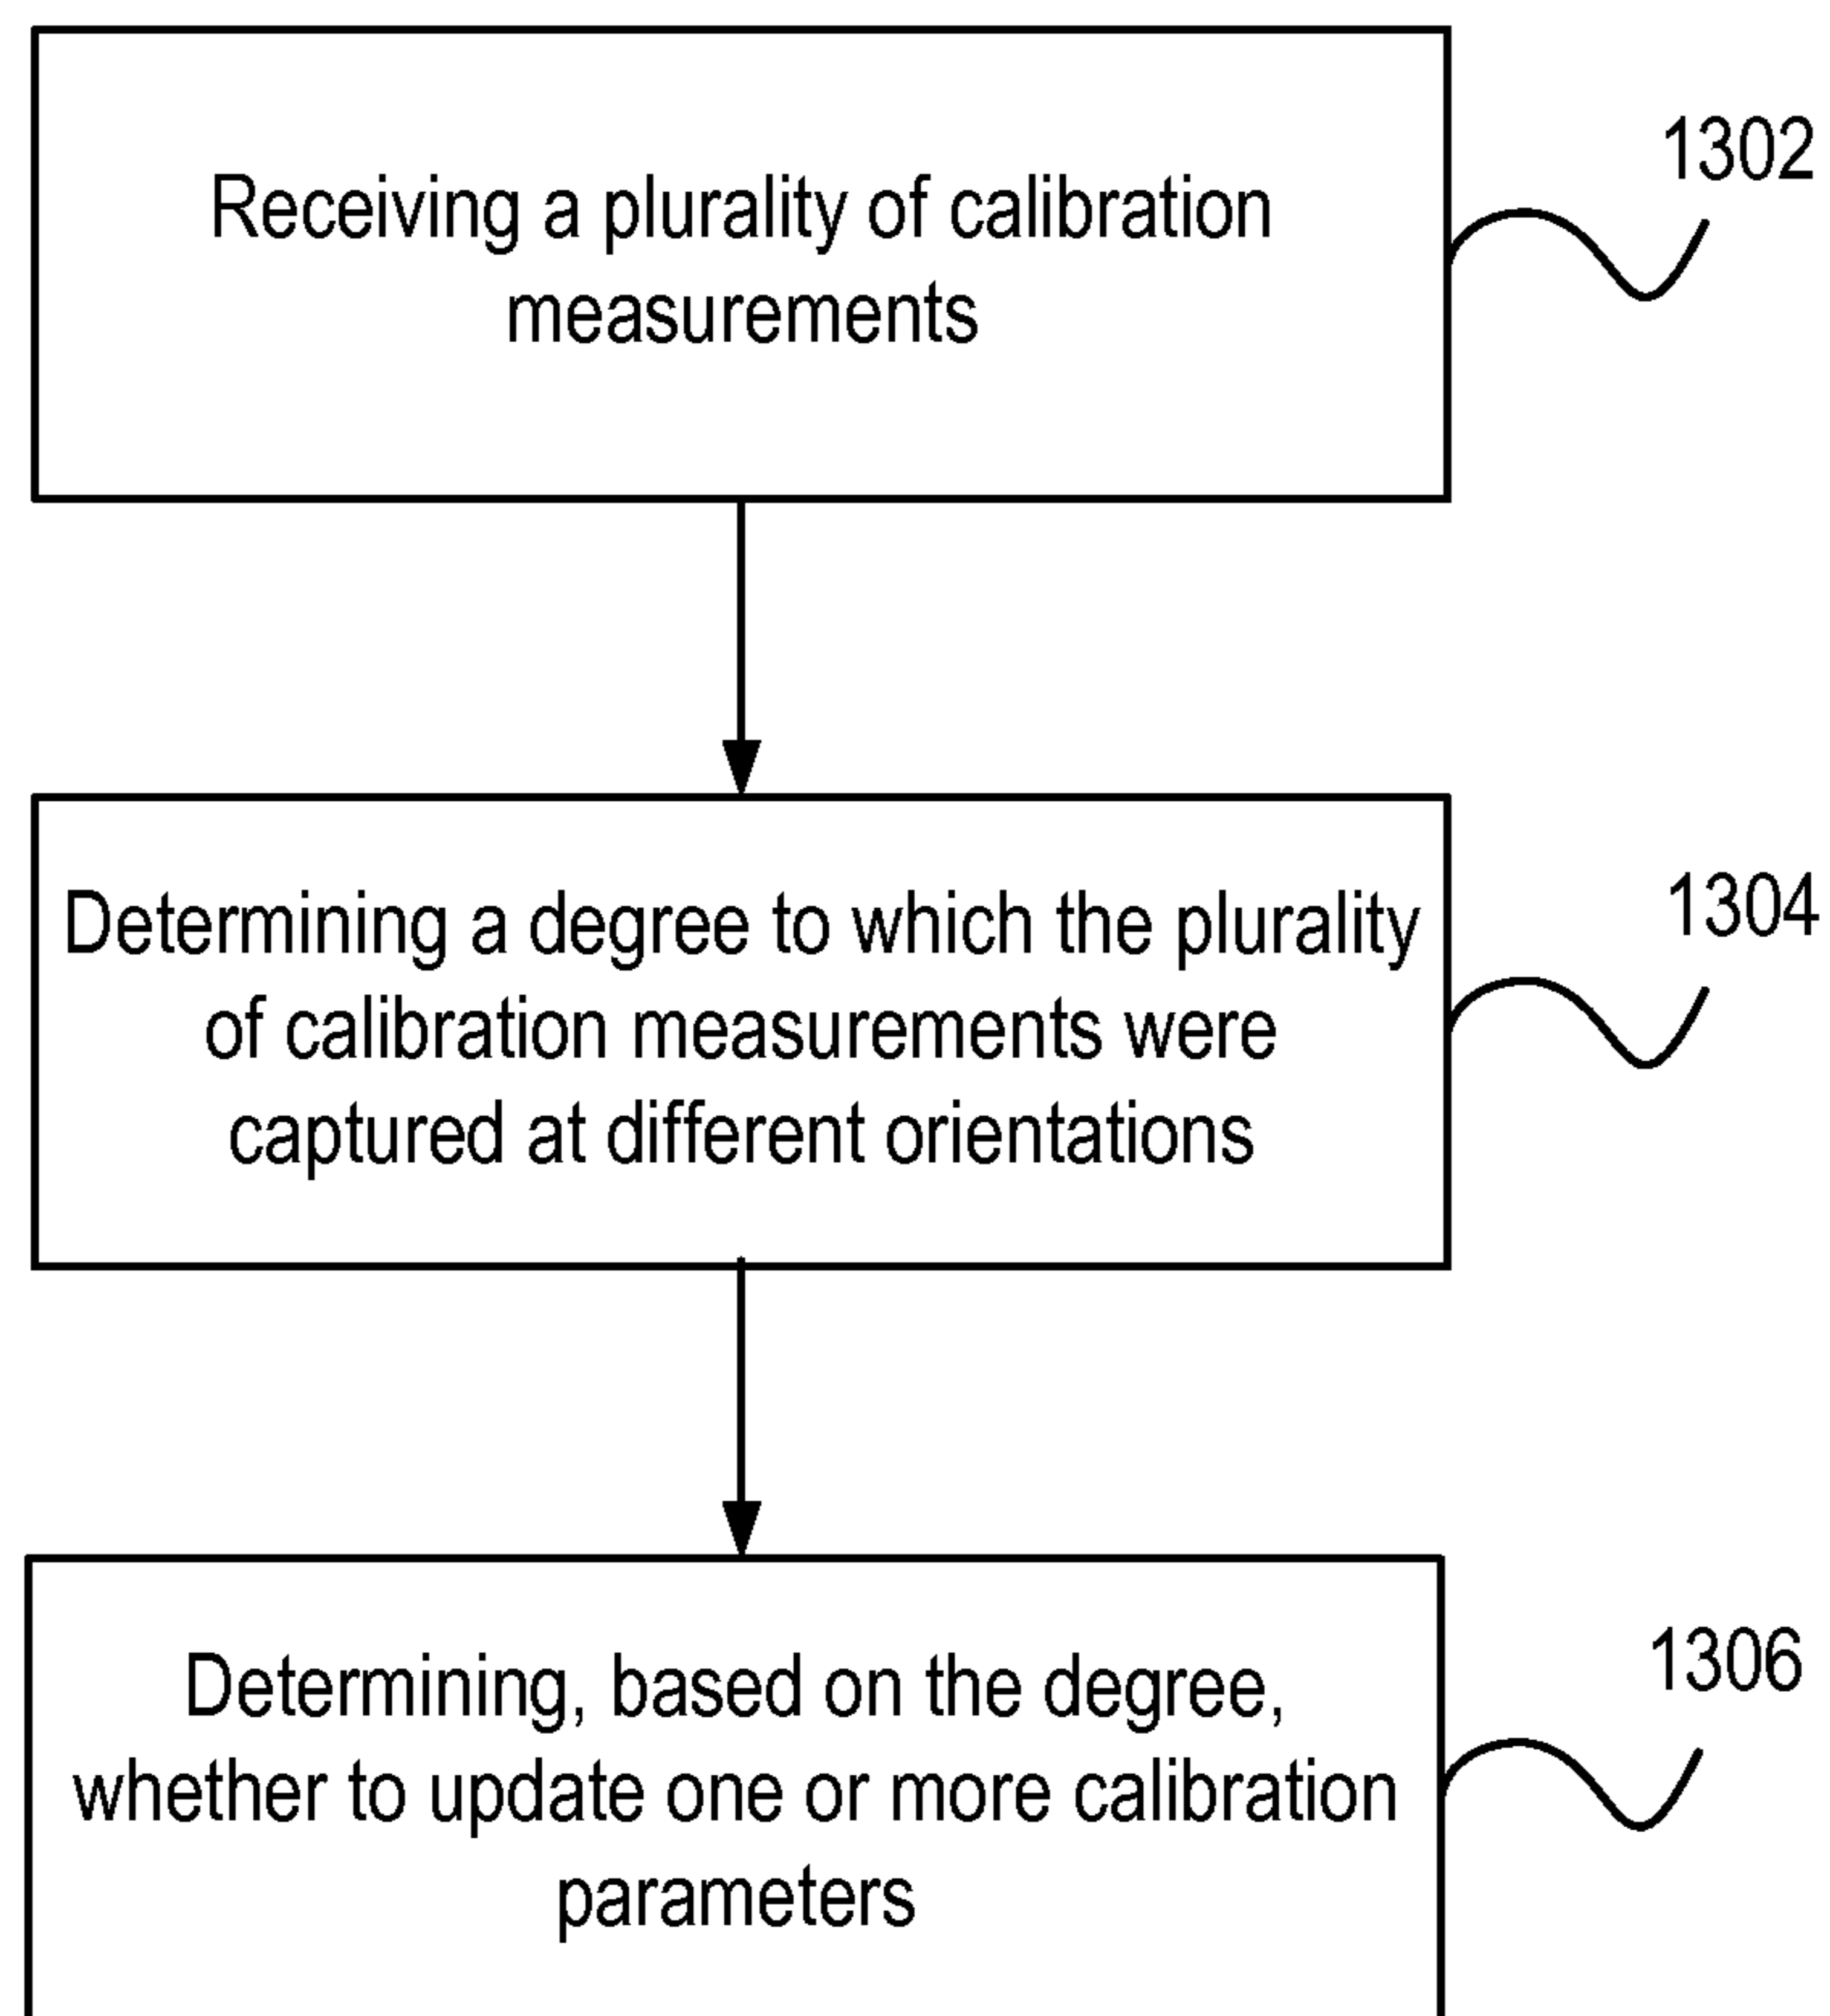 1302
Receiving a plurality of calibration
measurements
1304
Determining a degree to which the plurality
of calibration measurements were
captured at different orientations
1306
Determining, based on the degree,
whether to update one or more calibration
parameters